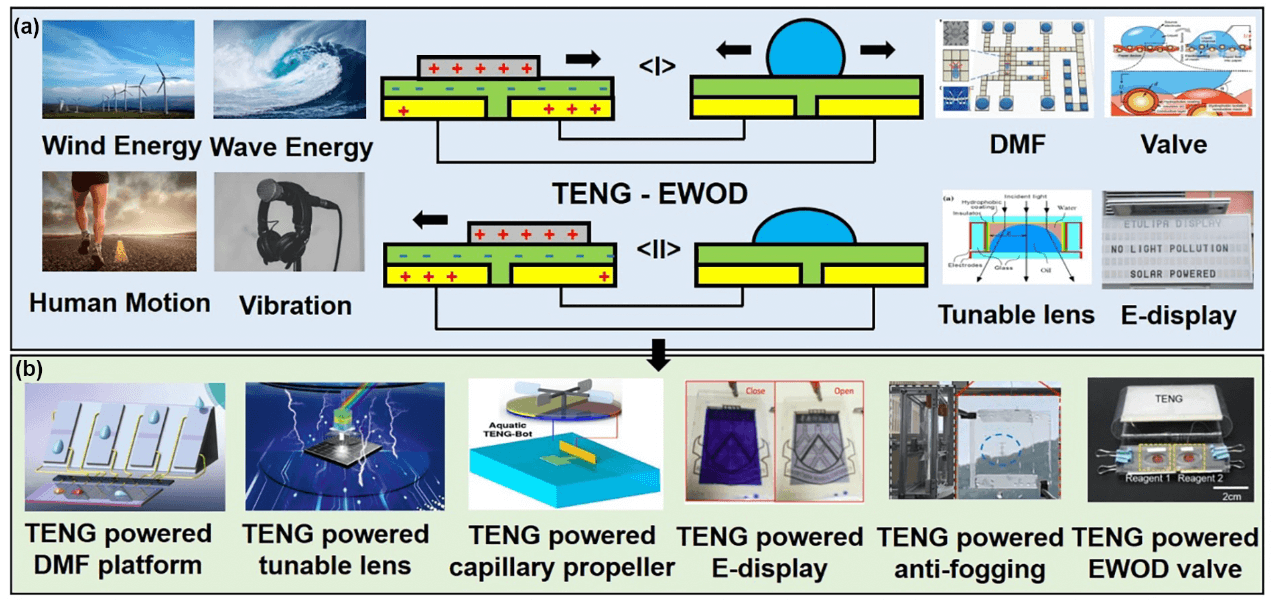 (a)
Wind Energy
Wave Energy
Human Motion
Vibration
<I>
TENG - EWOD
<II>
DMF
Valve
(a)
Incident light
Hydrophobic
coating
Insulator
Water
Electrodes
Glass
Oil
ETULIPA DISPLAY
NO LIGHT POLLUTION
SOLAR POWERED
Tunable lens
E-display
(b)
Aquatic
TENG-Bot
Close
Open
TENG
Reagent 1
Reagent 2
2cm
TENG powered
DMF platform
TENG powered
tunable lens
TENG powered
capillary propeller
TENG powered
E-display
TENG powered
anti-fogging
TENG powered
EWOD valve